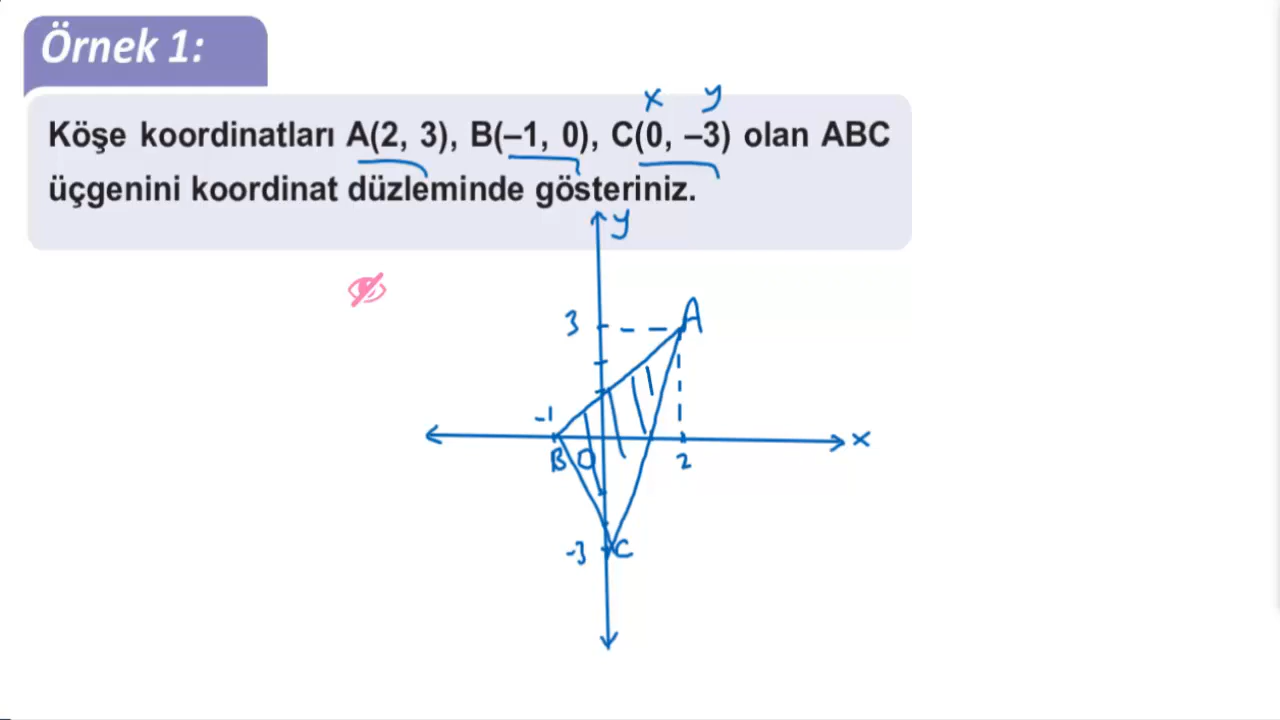 Örnek 1:
x y
Köşe koordinatları A(2, 3), B(–1, 0), C(0, –3) olan ABC
üçgenini koordinat düzleminde gösteriniz.
y
3 A
-1
x
B O 2
-3 C